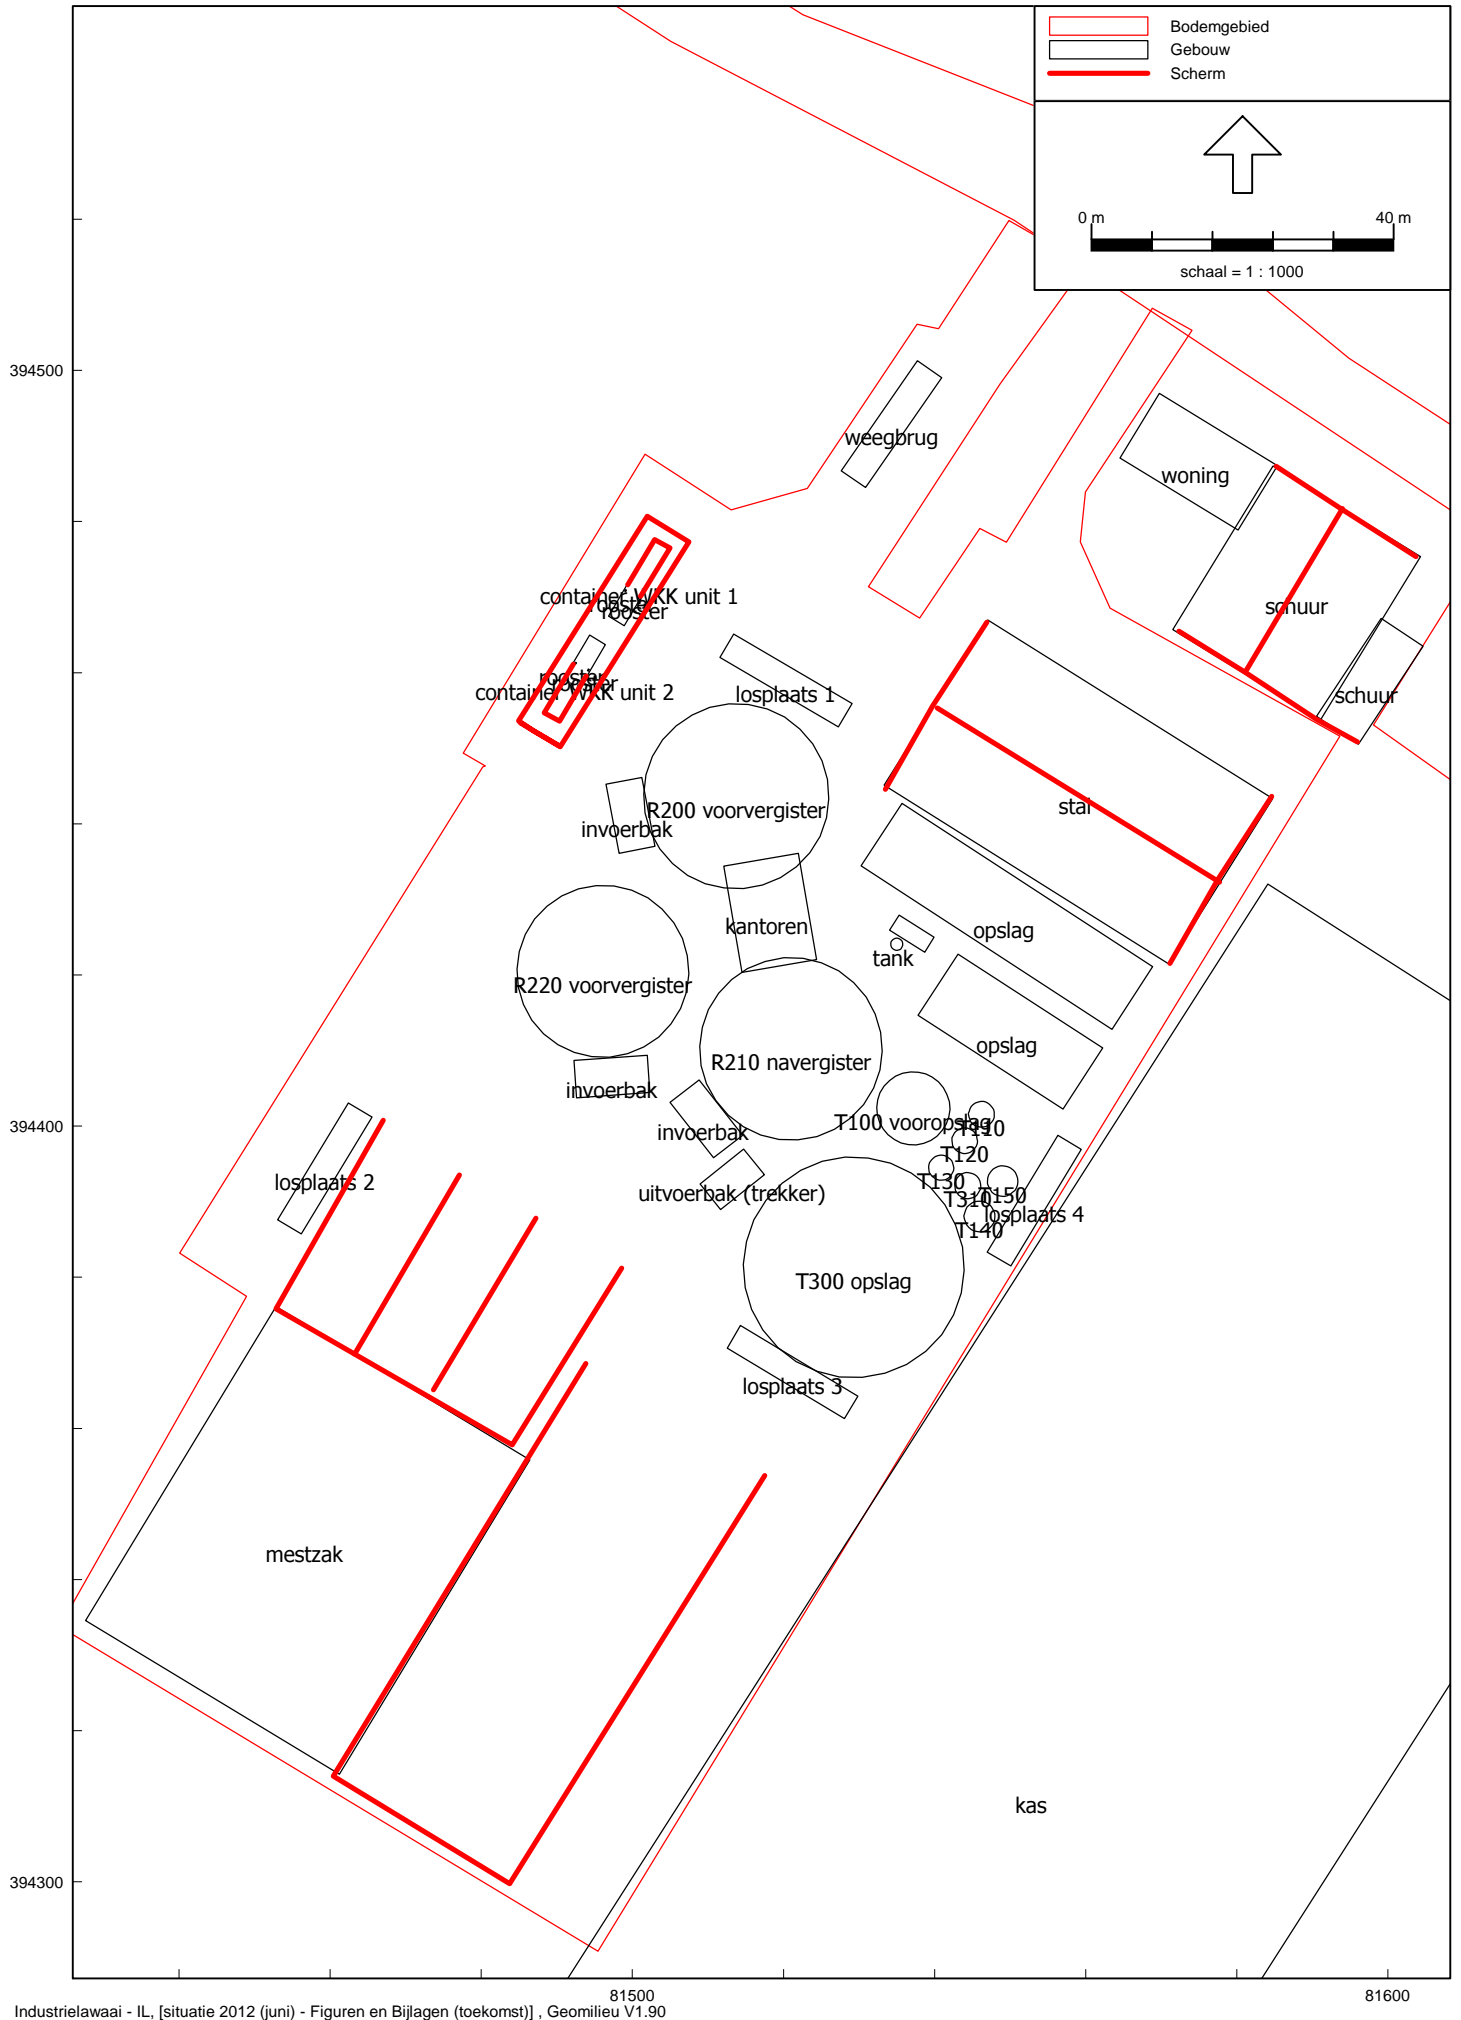 Bodemgebied
Gebouw
Scherm
0 m
40 m
schaal = 1 : 1000
394500
weegbrug
woning
container WKK unit 1
rooster
rooster
schuur
rooster
rooster
container WKK unit 2
losplaats 1
schuur
stal
R200 voorvergister
invoerbak
kantoren
opslag
tank
R220 voorvergister
opslag
R210 navergister
invoerbak
394400
T100 vooropslag
T110
invoerbak
T120
losplaats 2
T130
uitvoerbak (trekker)
T150
T310
losplaats 4
T140
T300 opslag
losplaats 3
mestzak
kas
394300
81500
81600
Industrielawaai - IL, [situatie 2012 (juni) - Figuren en Bijlagen (toekomst)] , Geomilieu V1.90